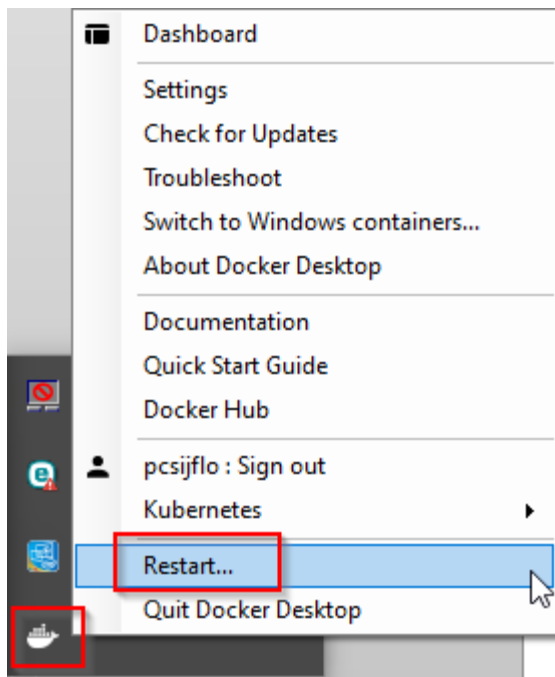 Dashboard
Settings
Check for Updates
Troubleshoot
Switch to Windows containers...
About Docker Desktop
Documentation
Quick Start Guide
Docker Hub
pcsijflo : Sign out
Kubernetes
Restart...
Quit Docker Desktop